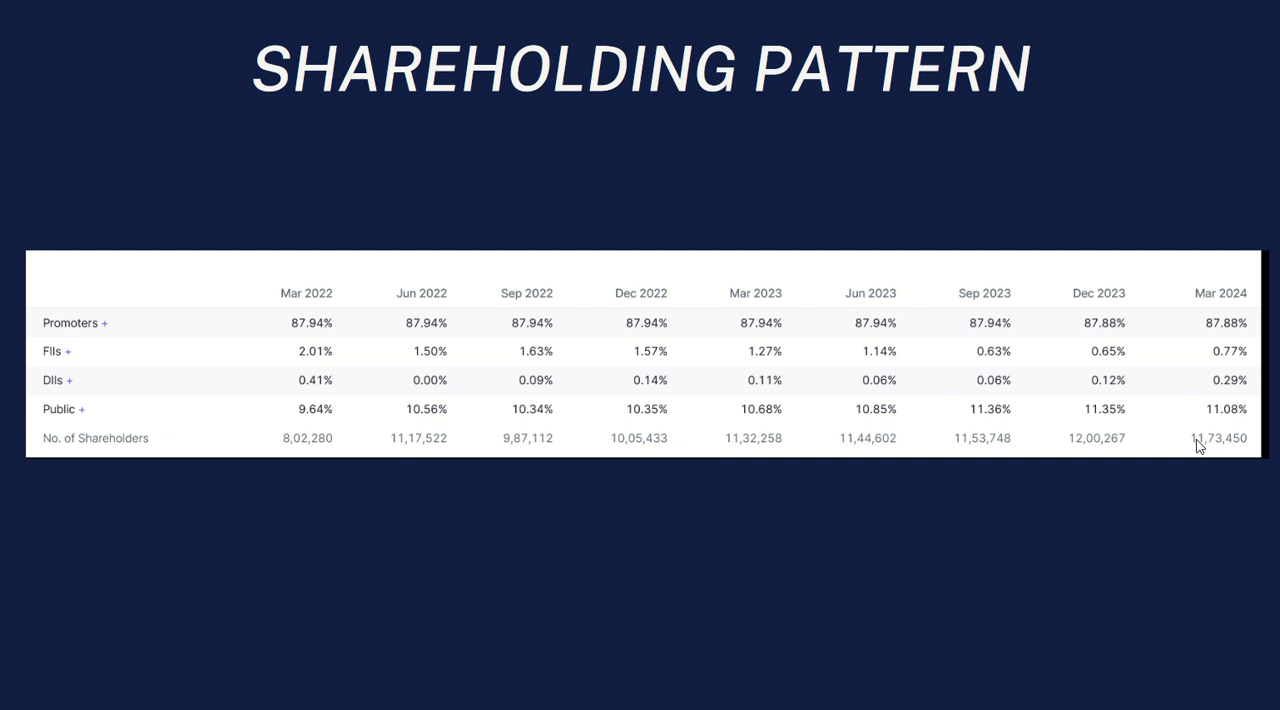 SHAREHOLDING PATTERN
Mar 2022 Jun 2022 Sep 2022 Dec 2022 Mar 2023 Jun 2023 Sep 2023 Dec 2023 Mar 2024
Promoters + 87.94% 87.94% 87.94% 87.94% 87.94% 87.94% 87.94% 87.88% 87.88%
FIIs + 2.01% 1.50% 1.63% 1.57% 1.27% 1.14% 0.63% 0.65% 0.77%
DIIs + 0.41% 0.00% 0.09% 0.14% 0.11% 0.06% 0.06% 0.12% 0.29%
Public + 9.64% 10.56% 10.34% 10.35% 10.68% 10.85% 11.36% 11.35% 11.08%
No. of Shareholders 8,02,280 11,17,522 9,87,112 10,05,433 11,32,258 11,44,602 11,53,748 12,00,267 11,73,450